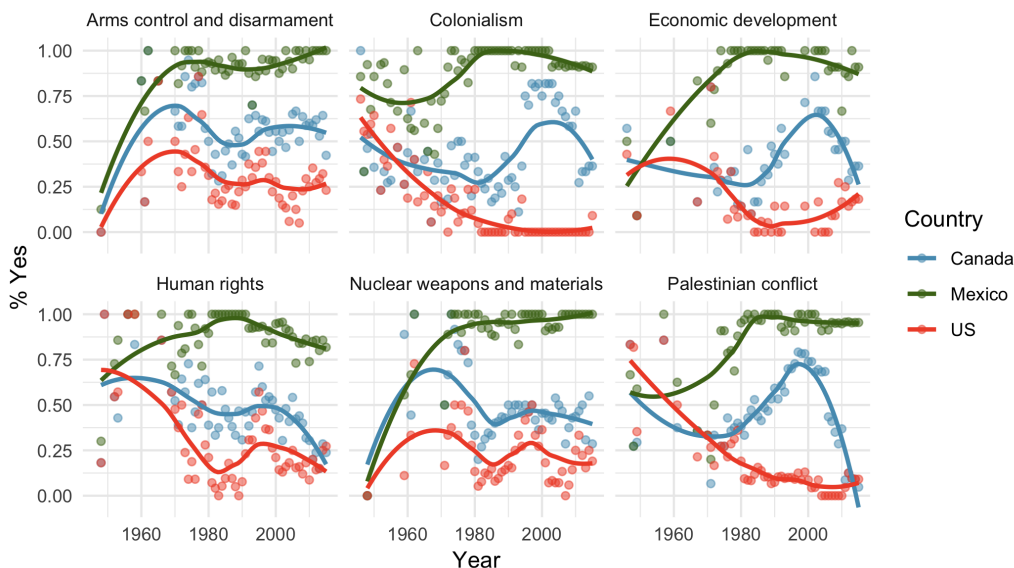 Arms control and disarmament Colonialism Economic development
1.00
0.75
0.50
0.25
0.00
Human rights Nuclear weapons and materials Palestinian conflict
1.00
0.75
0.50
0.25
0.00
1960 1980 2000 1960 1980 2000 1960 1980 2000
Year
% Yes
Country
Canada
Mexico
US